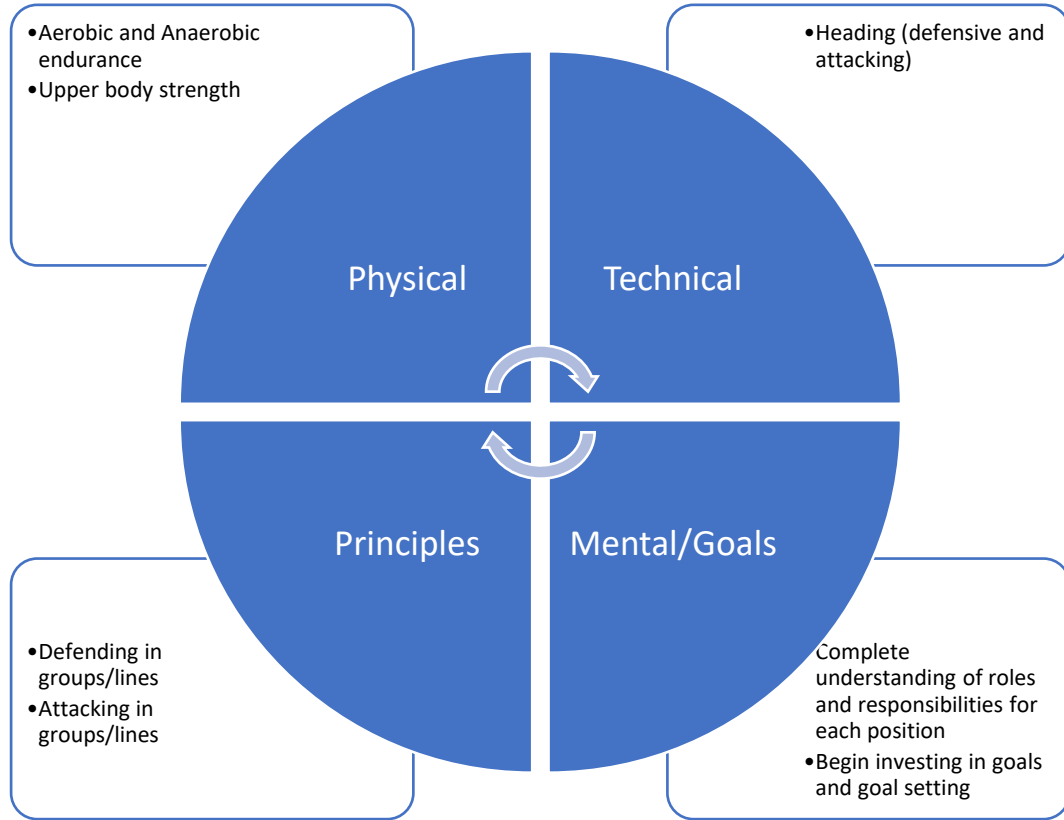 •Aerobic and Anaerobic
endurance
•Upper body strength
•Heading (defensive and
attacking)
Physical
Technical
Principles
Mental/Goals
•Defending in
groups/lines
•Attacking in
groups/lines
Complete
understanding of roles
and responsibilities for
each position
•Begin investing in goals
and goal setting